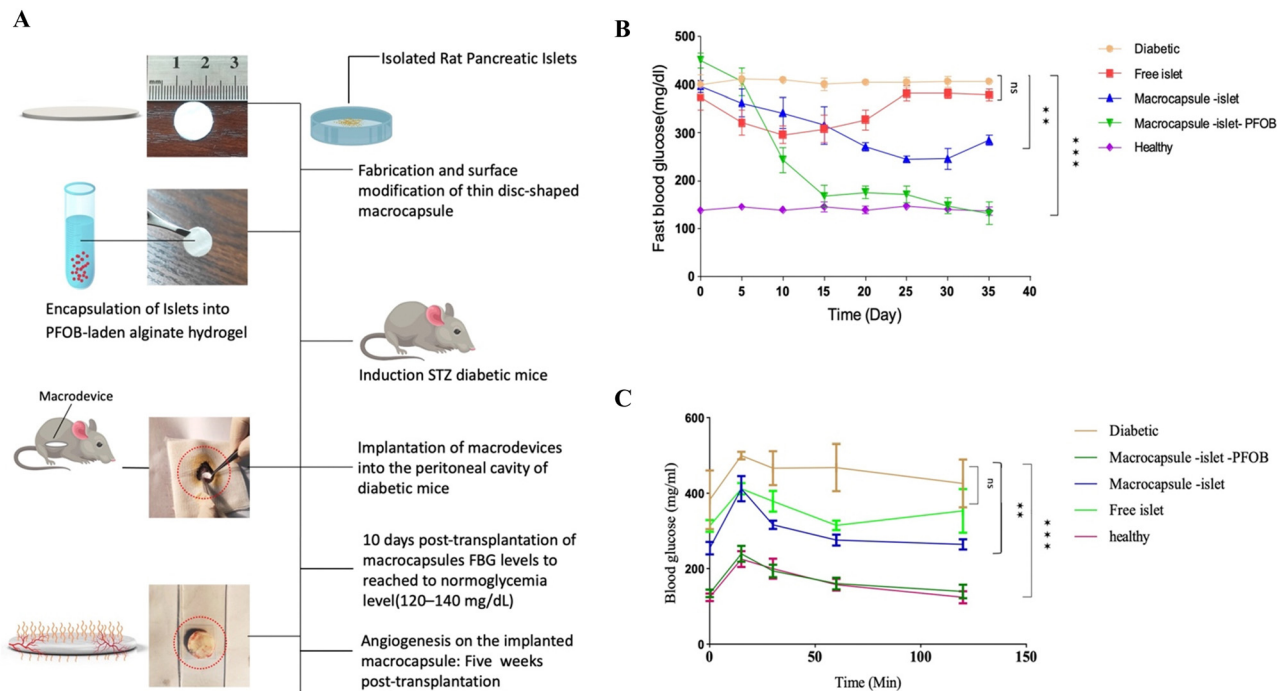 A
1 2 3
Isolated Rat Pancreatic Islets
Fabrication and surface
modification of thin disc-shaped
macrocapsule
Encapsulation of Islets into
PFOB-laden alginate hydrogel
Induction STZ diabetic mice
Macrodevice
Implantation of macrodevices
into the peritoneal cavity of
diabetic mice
10 days post-transplantation of
macrocapsules FBG levels to
reached to normoglycemia
level(120–140 mg/dL)
Angiogenesis on the implanted
macrocapsule: Five weeks
post-transplantation
B
Fast blood glucose(mg/dl)
500
400
300
200
100
0
0 5 10 15 20 25 30 35 40
Time (Day)
Diabetic
Free islet
Macrocapsule -islet
Macrocapsule -islet- PFOB
Healthy
ns
**
***
C
Blood glucose (mg/ml)
600
400
200
0
0 50 100 150
Time (Min)
Diabetic
Macrocapsule -islet -PFOB
Macrocapsule -islet
Free islet
healthy
ns
**
***